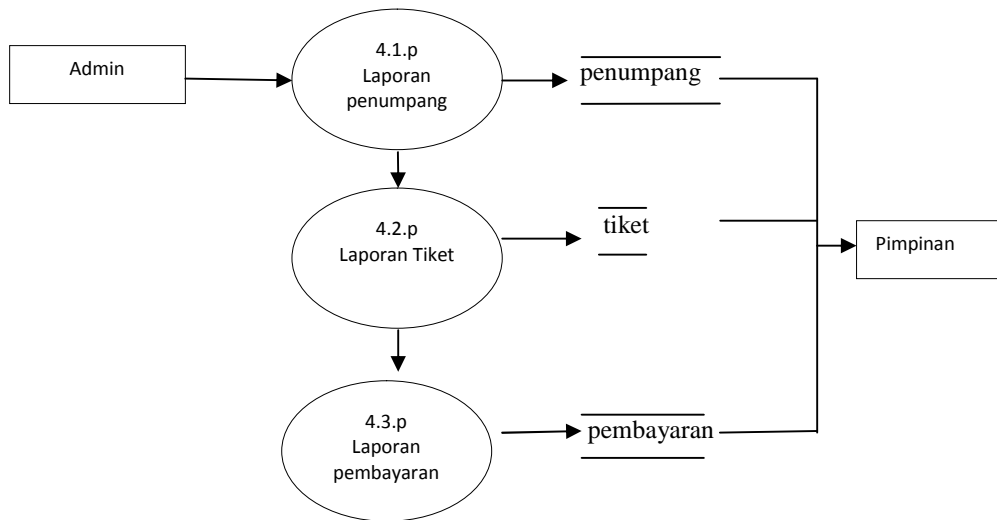 Admin
4.1.p
Laporan
penumpang
penumpang
4.2.p
Laporan Tiket
tiket
Pimpinan
4.3.p
Laporan
pembayaran
pembayaran